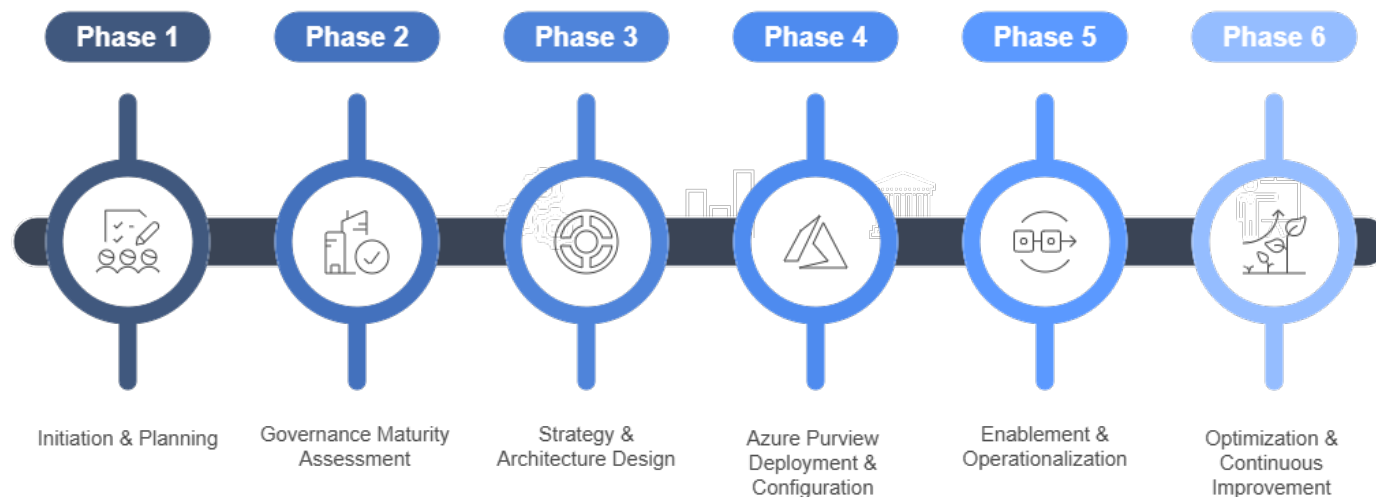 Phase 1
Phase 2
Phase 3
Phase 4
Phase 5
Phase 6
Initiation & Planning
Governance Maturity
Assessment
Strategy &
Architecture Design
Azure Purview
Deployment &
Configuration
Enablement &
Operationalization
Optimization &
Continuous
Improvement